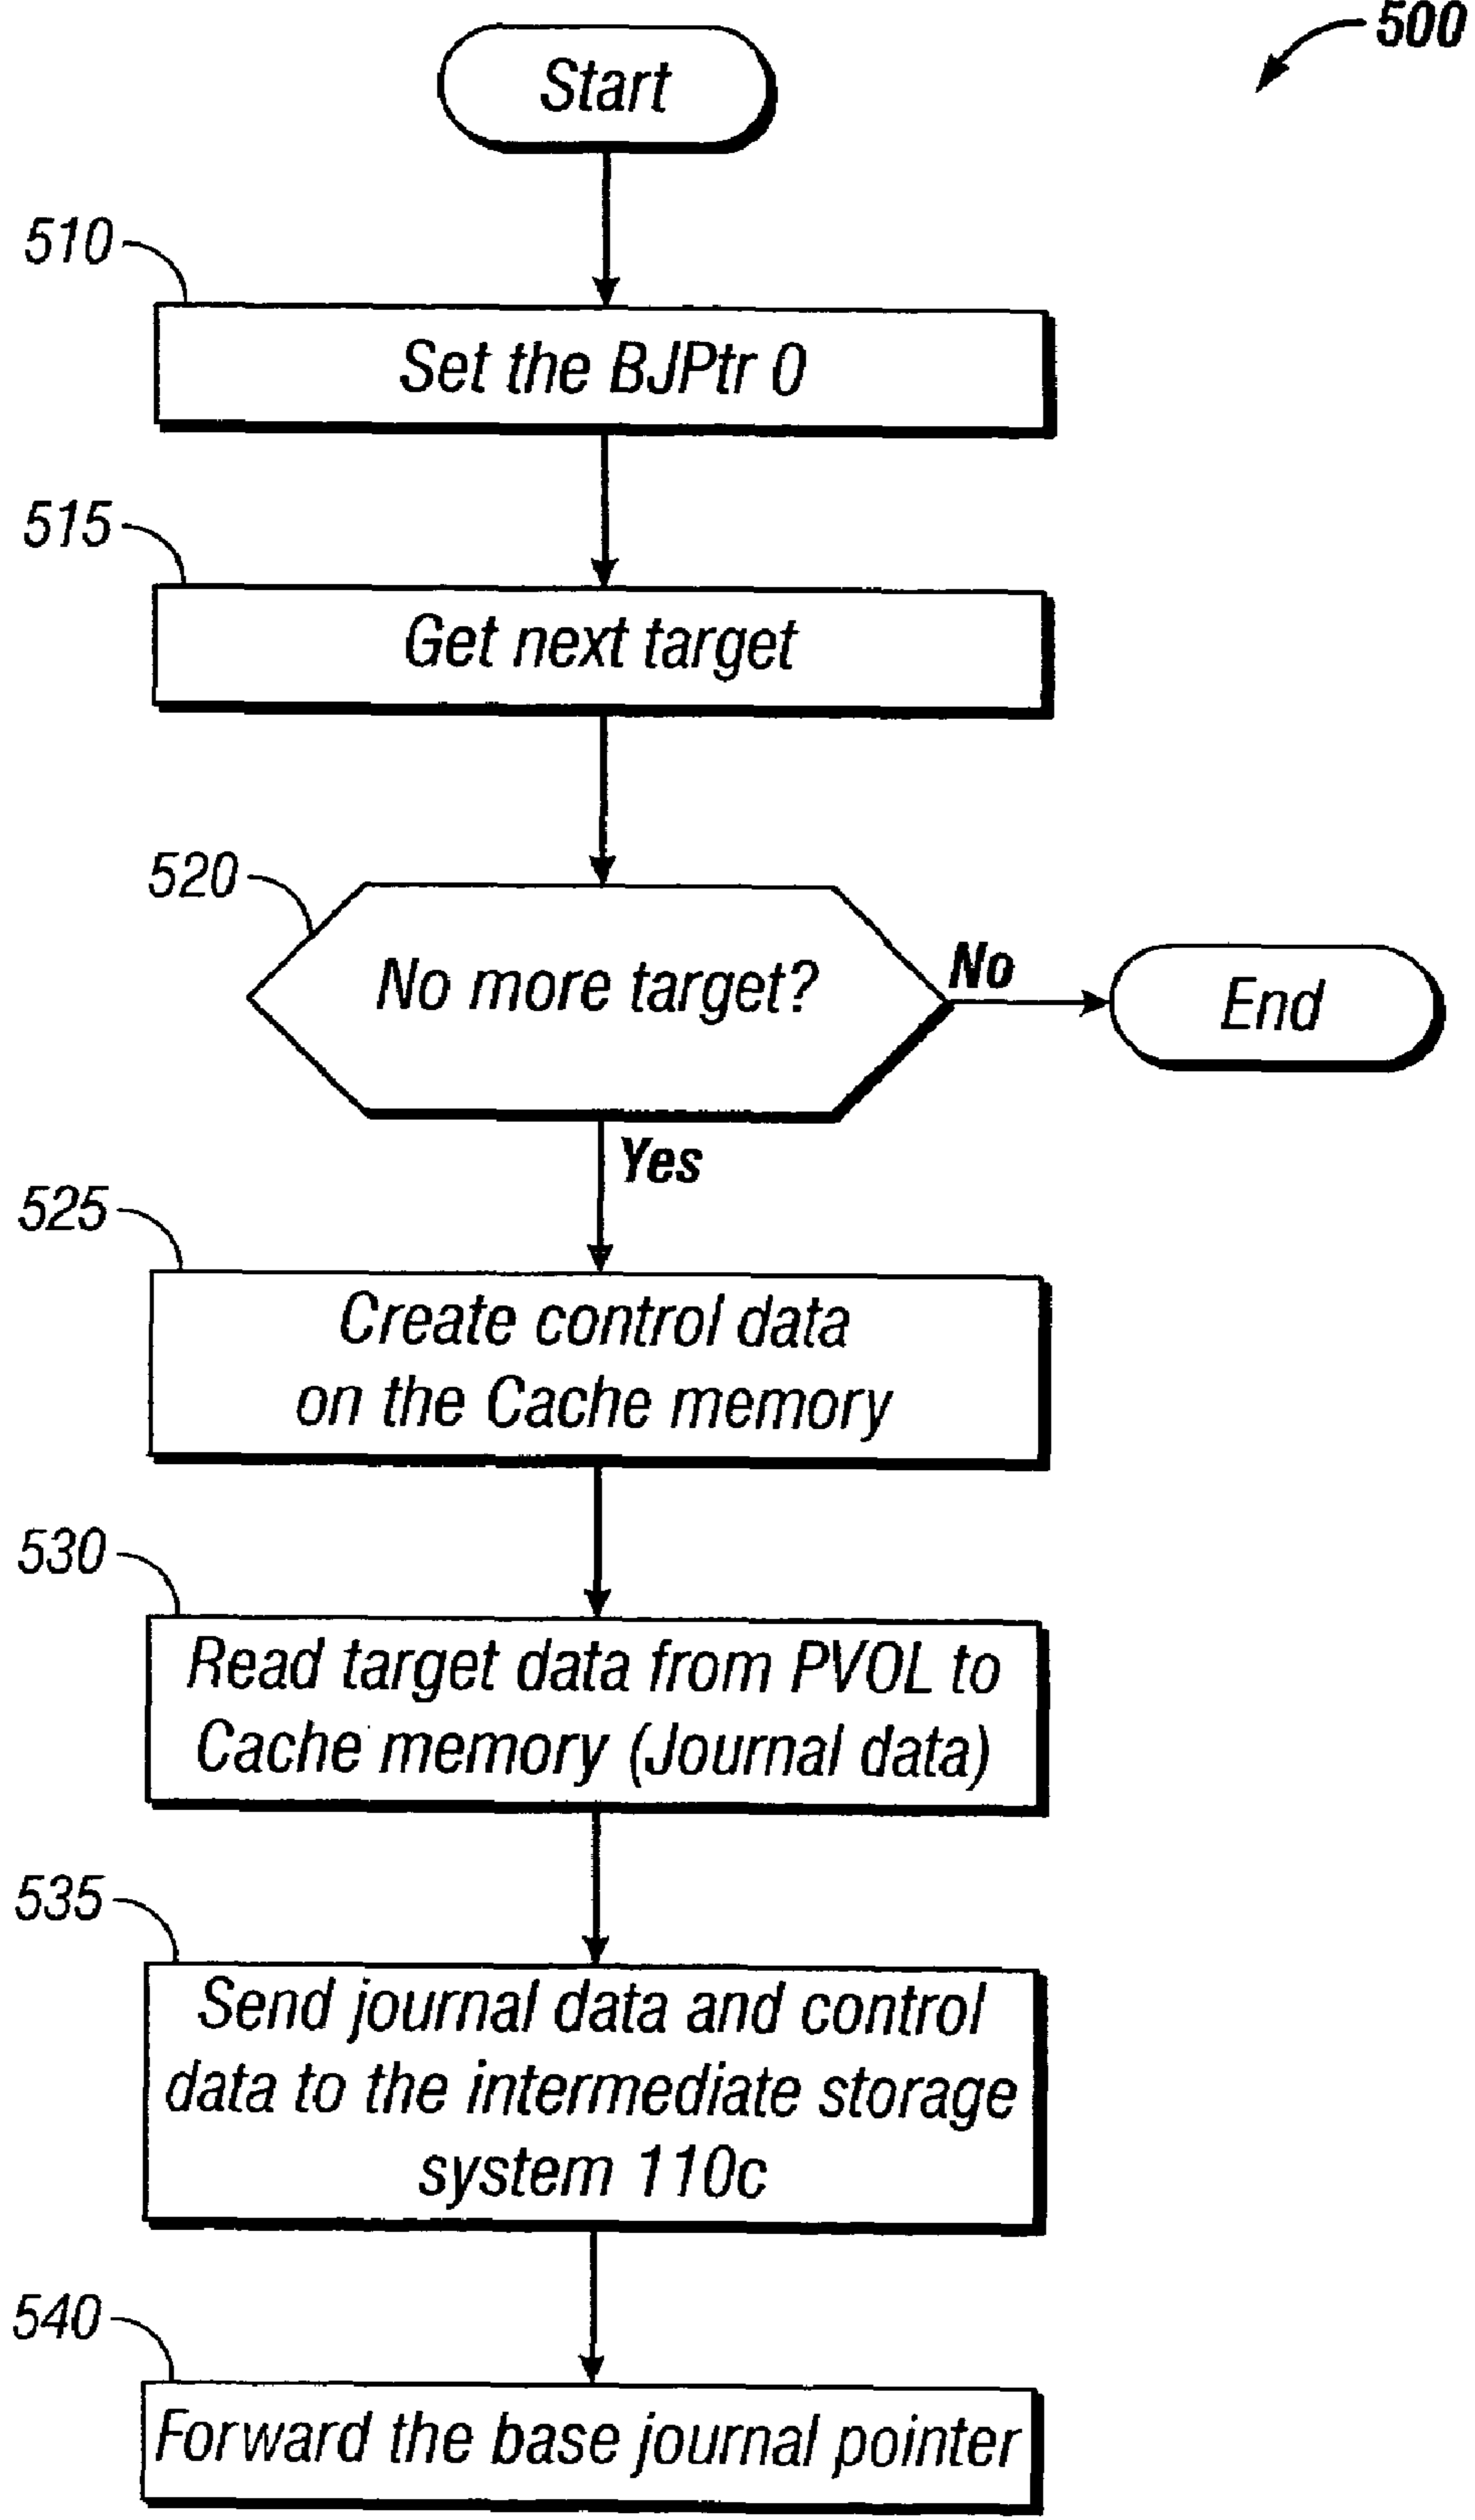 500
Start
510
Set the BJPtr 0
515
Get next target
520
No more target?
No
End
Yes
525
Create control data
on the Cache memory
530
Read target data from PVOL to
Cache memory (Journal data)
535
Send journal data and control
data to the intermediate storage
system 110c
540
Forward the base journal pointer